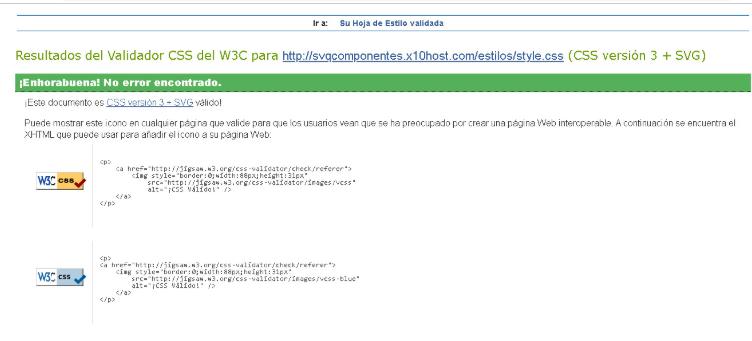 Ir a: Su Hoja de Estilo validada
Resultados del Validador CSS del W3C para http://svgcomponentes.x10host.com/estilos/style.css (CSS versión 3 + SVG)
¡Enhorabuena! No error encontrado.
¡Este documento es CSS versión 3 + SVG válido!
Puede mostrar este icono en cualquier página que valide para que los usuarios vean que se ha preocupado por crear una página Web interoperable. A continuación se encuentra el
XHTML que puede usar para añadir el icono a su página Web:
W3C css
<p>
<a href="http://jigsaw.w3.org/css-validator/check/referer">
<img style="border:0;width:88px;height:31px"
src="http://jigsaw.w3.org/css-validator/images/vcss"
alt="¡CSS Válido!" />
</a>
</p>
W3C css
<p>
<a href="http://jigsaw.w3.org/css-validator/check/referer">
<img style="border:0;width:88px;height:31px"
src="http://jigsaw.w3.org/css-validator/images/vcss-blue"
alt="¡CSS Válido!" />
</a>
</p>